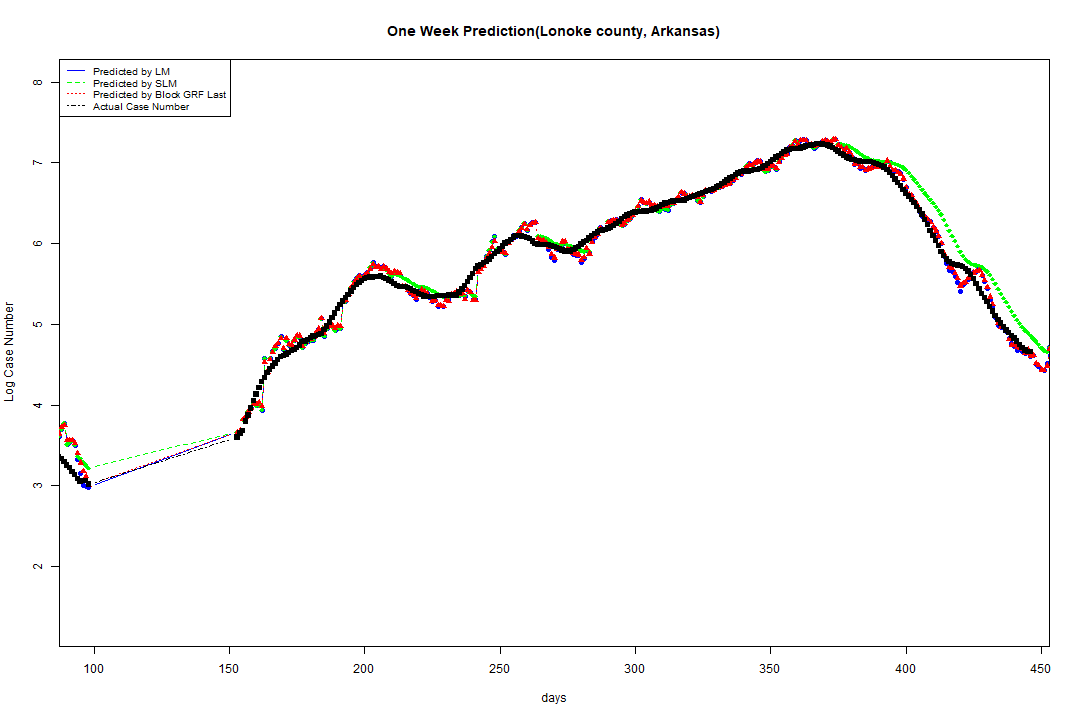 One Week Prediction(Lonoke county, Arkansas)
Predicted by LM
Predicted by SLM
Predicted by Block GRF Last
Actual Case Number
8
7
6
5
4
3
2
Log Case Number
100 150 200 250 300 350 400 450
days